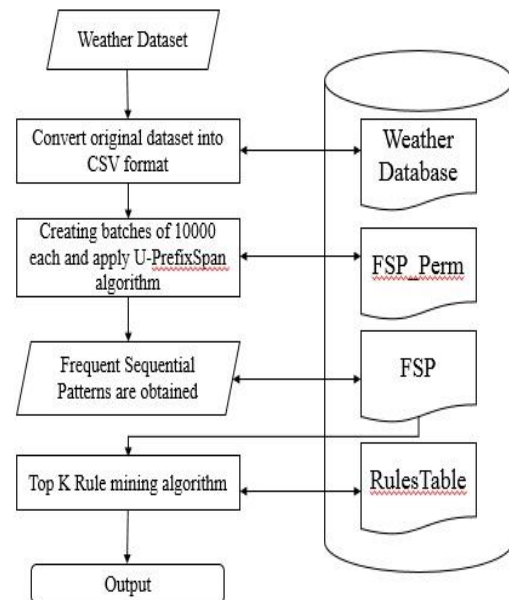 Weather Dataset
Convert original dataset into
CSV format
Weather
Database
Creating batches of 10000
each and apply U-PrefixSpan
algorithm
FSP_Perm
Frequent Sequential
Patterns are obtained
FSP
Top K Rule mining algorithm
RulesTable
Output